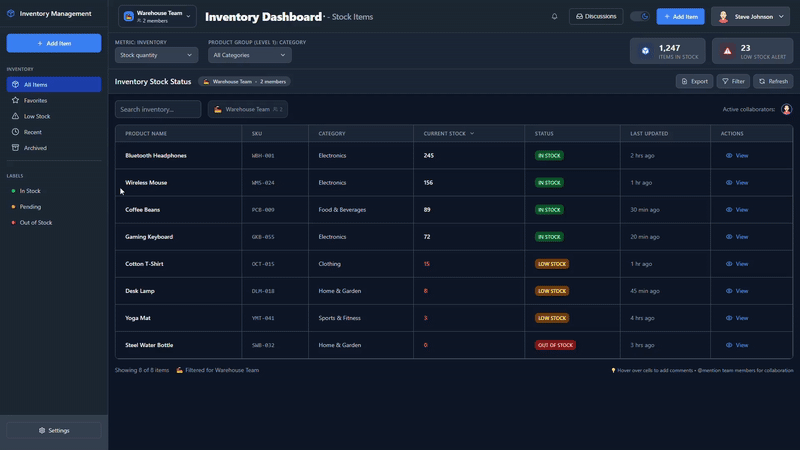 Inventory Management
Warehouse Team
2 members
Inventory Dashboard · Stock Items
Discussions
+ Add Item
Steve Johnson
+ Add Item
METRIC: INVENTORY
Stock quantity
PRODUCT GROUP (LEVEL 1): CATEGORY
All Categories
1,247
ITEMS IN STOCK
23
LOW STOCK ALERT
INVENTORY
All Items
Favorites
Low Stock
Recent
Archived
LABELS
In Stock
Pending
Out of Stock
Settings
Inventory Stock Status
Warehouse Team • 2 members
Export
Filter
Refresh
Search inventory...
Warehouse Team 2
Active collaborators:
PRODUCT NAME SKU CATEGORY CURRENT STOCK STATUS LAST UPDATED ACTIONS
Bluetooth Headphones WBH-001 Electronics 245 IN STOCK 2 hrs ago View
Wireless Mouse WMS-024 Electronics 156 IN STOCK 1 hr ago View
Coffee Beans PCB-009 Food & Beverages 89 IN STOCK 30 min ago View
Gaming Keyboard GKB-055 Electronics 72 IN STOCK 20 min ago View
Cotton T-Shirt OCT-015 Clothing 15 LOW STOCK 1 hr ago View
Desk Lamp DLM-018 Home & Garden 8 LOW STOCK 45 min ago View
Yoga Mat YMT-041 Sports & Fitness 3 LOW STOCK 4 hrs ago View
Steel Water Bottle SWB-032 Home & Garden 0 OUT OF STOCK 3 hrs ago View
Showing 8 of 8 items
Filtered for Warehouse Team
Hover over cells to add comments • @mention team members for collaboration